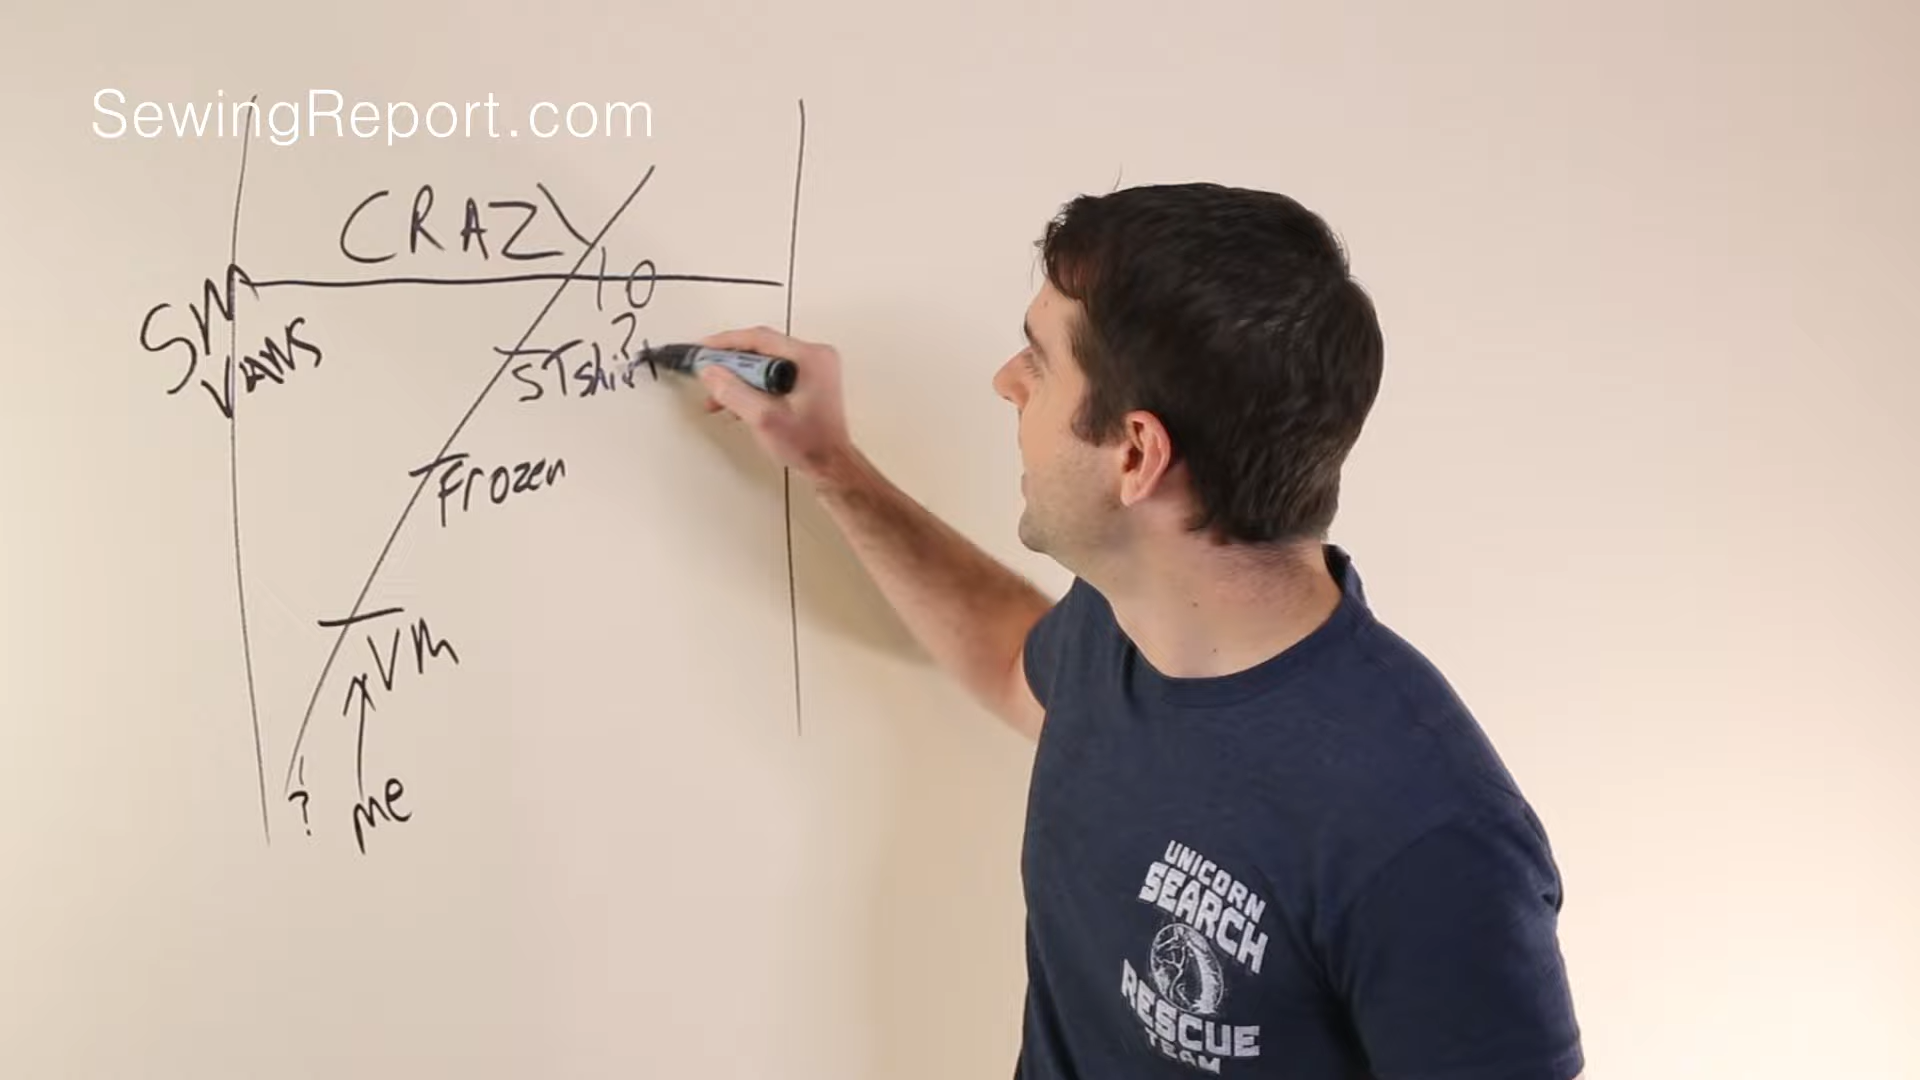 SewingReport.com
CRAZY
10
SM
VANS
?
STshirt
Frozen
VM
?
me
UNICORN
SEARCH
RESCUE
TEAM